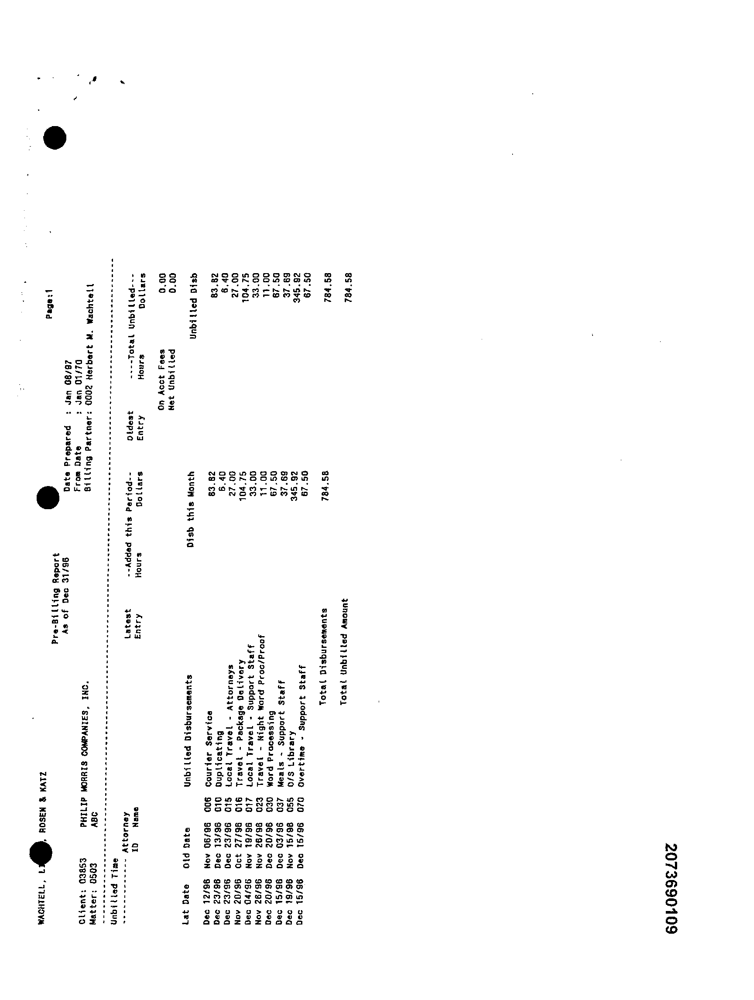 WACHTELL, LI ROSEN & KATZ
Page:1
Pre-Billing Report
As of Dec 31/96
Date Prepared : Jan 08/97
From Date : Jan 01/70
Billing Partner: 0002 Herbert M. Wachtell
Client: 03853 PHILIP MORRIS COMPANIES, INC.
Matter: 0503 ABC
Unbilled Time
------------ Attorney Latest --Added this Period-- Oldest ----Total Unbilled---
ID Name Entry Hours Dollars Entry Hours Dollars
On Acct Fees 0.00
Net Unbilled 0.00
Lat Date Old Date Unbilled Disbursements Disb this Month Unbilled Disb
Dec 12/96 Nov 06/96 006 Courier Service 83.82 83.82
Dec 23/96 Dec 13/96 010 Duplicating 6.40 6.40
Dec 23/96 Dec 23/96 015 Local Travel - Attorneys 27.00 27.00
Nov 20/96 Oct 27/96 016 Travel - Package Delivery 104.75 104.75
Dec 04/96 Nov 19/96 017 Local Travel - Support Staff 33.00 33.00
Nov 26/96 Nov 26/96 023 Travel - Night Word Proc/Proof 11.00 11.00
Dec 20/96 Dec 20/96 030 Word Processing 67.50 67.50
Dec 15/96 Dec 03/96 037 Meals - Support Staff 37.69 37.69
Dec 19/96 Nov 15/96 055 O/S Library 345.92 345.92
Dec 15/96 Dec 15/96 070 Overtime - Support Staff 67.50 67.50
Total Disbursements 784.58 784.58
Total Unbilled Amount 784.58
2073690109